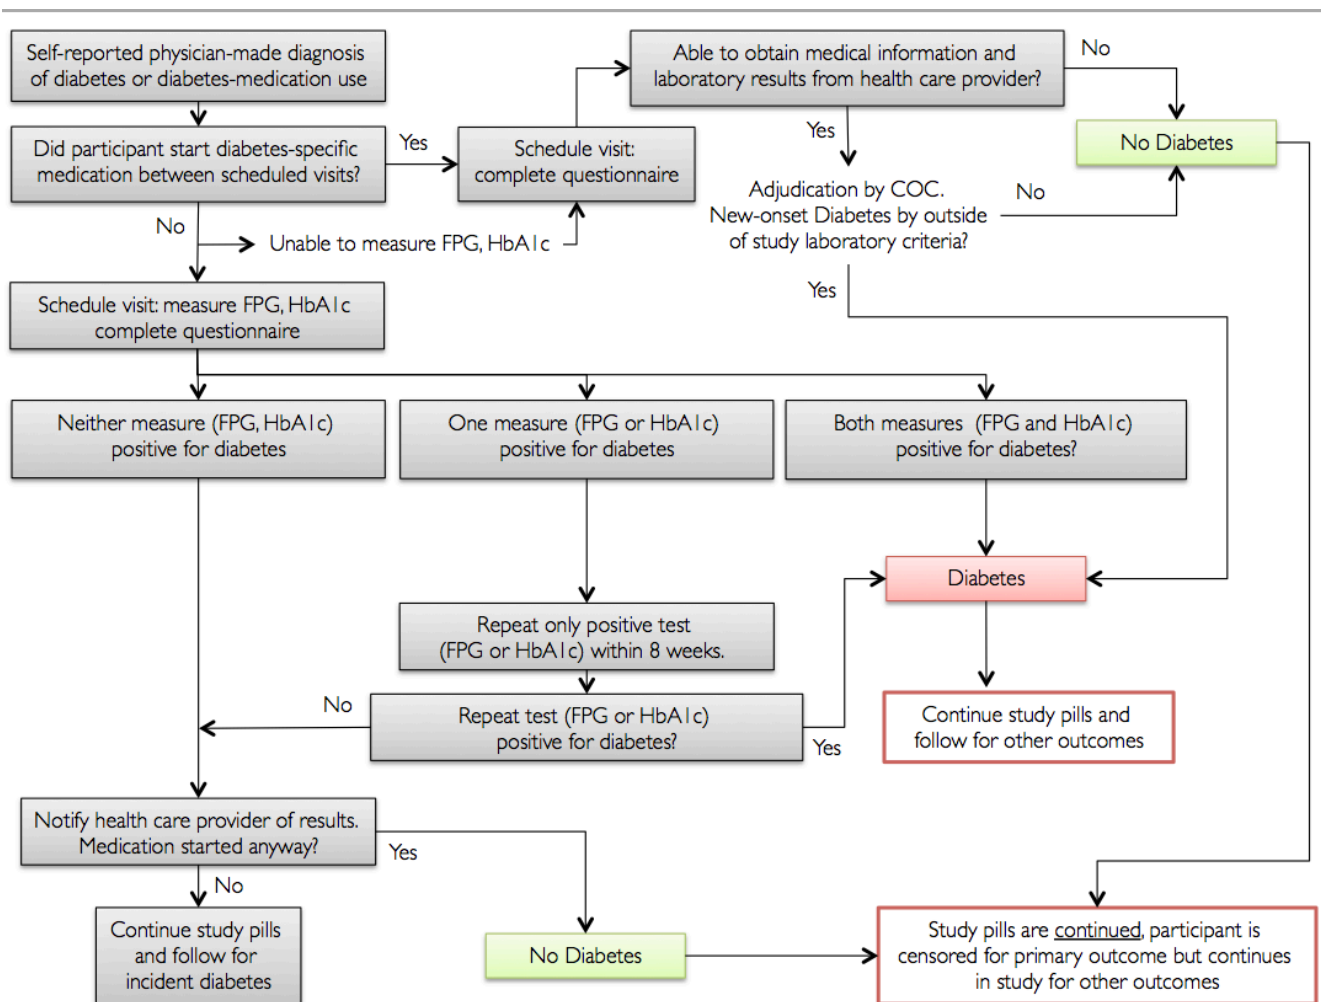 Self-reported physician-made diagnosis
of diabetes or diabetes-medication use
Able to obtain medical information and
laboratory results from health care provider?
No
Did participant start diabetes-specific
medication between scheduled visits?
Yes
Schedule visit:
complete questionnaire
Yes
No Diabetes
Adjudication by COC.
New-onset Diabetes by outside
of study laboratory criteria?
No
No
Unable to measure FPG, HbA1c
Yes
Schedule visit: measure FPG, HbA1c
complete questionnaire
Neither measure (FPG, HbA1c)
positive for diabetes
One measure (FPG or HbA1c)
positive for diabetes
Both measures (FPG and HbA1c)
positive for diabetes?
Diabetes
Repeat only positive test
(FPG or HbA1c) within 8 weeks.
No
Repeat test (FPG or HbA1c)
positive for diabetes?
Yes
Continue study pills and
follow for other outcomes
Notify health care provider of results.
Medication started anyway?
Yes
No
Continue study pills
and follow for
incident diabetes
No Diabetes
Study pills are continued, participant is
censored for primary outcome but continues
in study for other outcomes